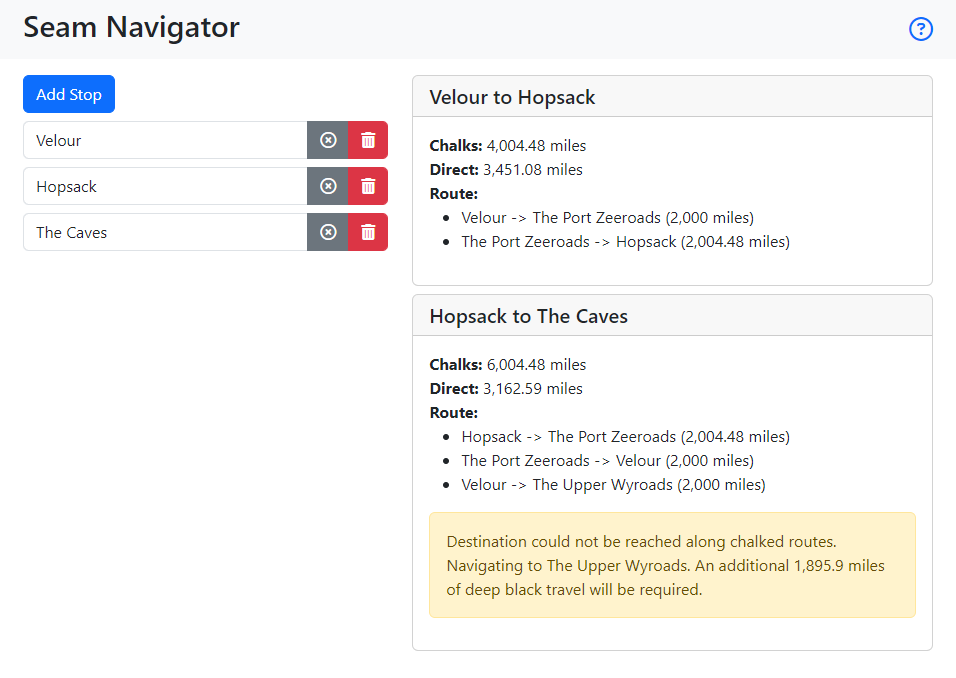 Seam Navigator
?
Add Stop
Velour
Hopsack
The Caves
Velour to Hopsack
Chalks: 4,004.48 miles
Direct: 3,451.08 miles
Route:
• Velour -> The Port Zeeroads (2,000 miles)
• The Port Zeeroads -> Hopsack (2,004.48 miles)
Hopsack to The Caves
Chalks: 6,004.48 miles
Direct: 3,162.59 miles
Route:
• Hopsack -> The Port Zeeroads (2,004.48 miles)
• The Port Zeeroads -> Velour (2,000 miles)
• Velour -> The Upper Wyroads (2,000 miles)
Destination could not be reached along chalked routes.
Navigating to The Upper Wyroads. An additional 1,895.9 miles
of deep black travel will be required.